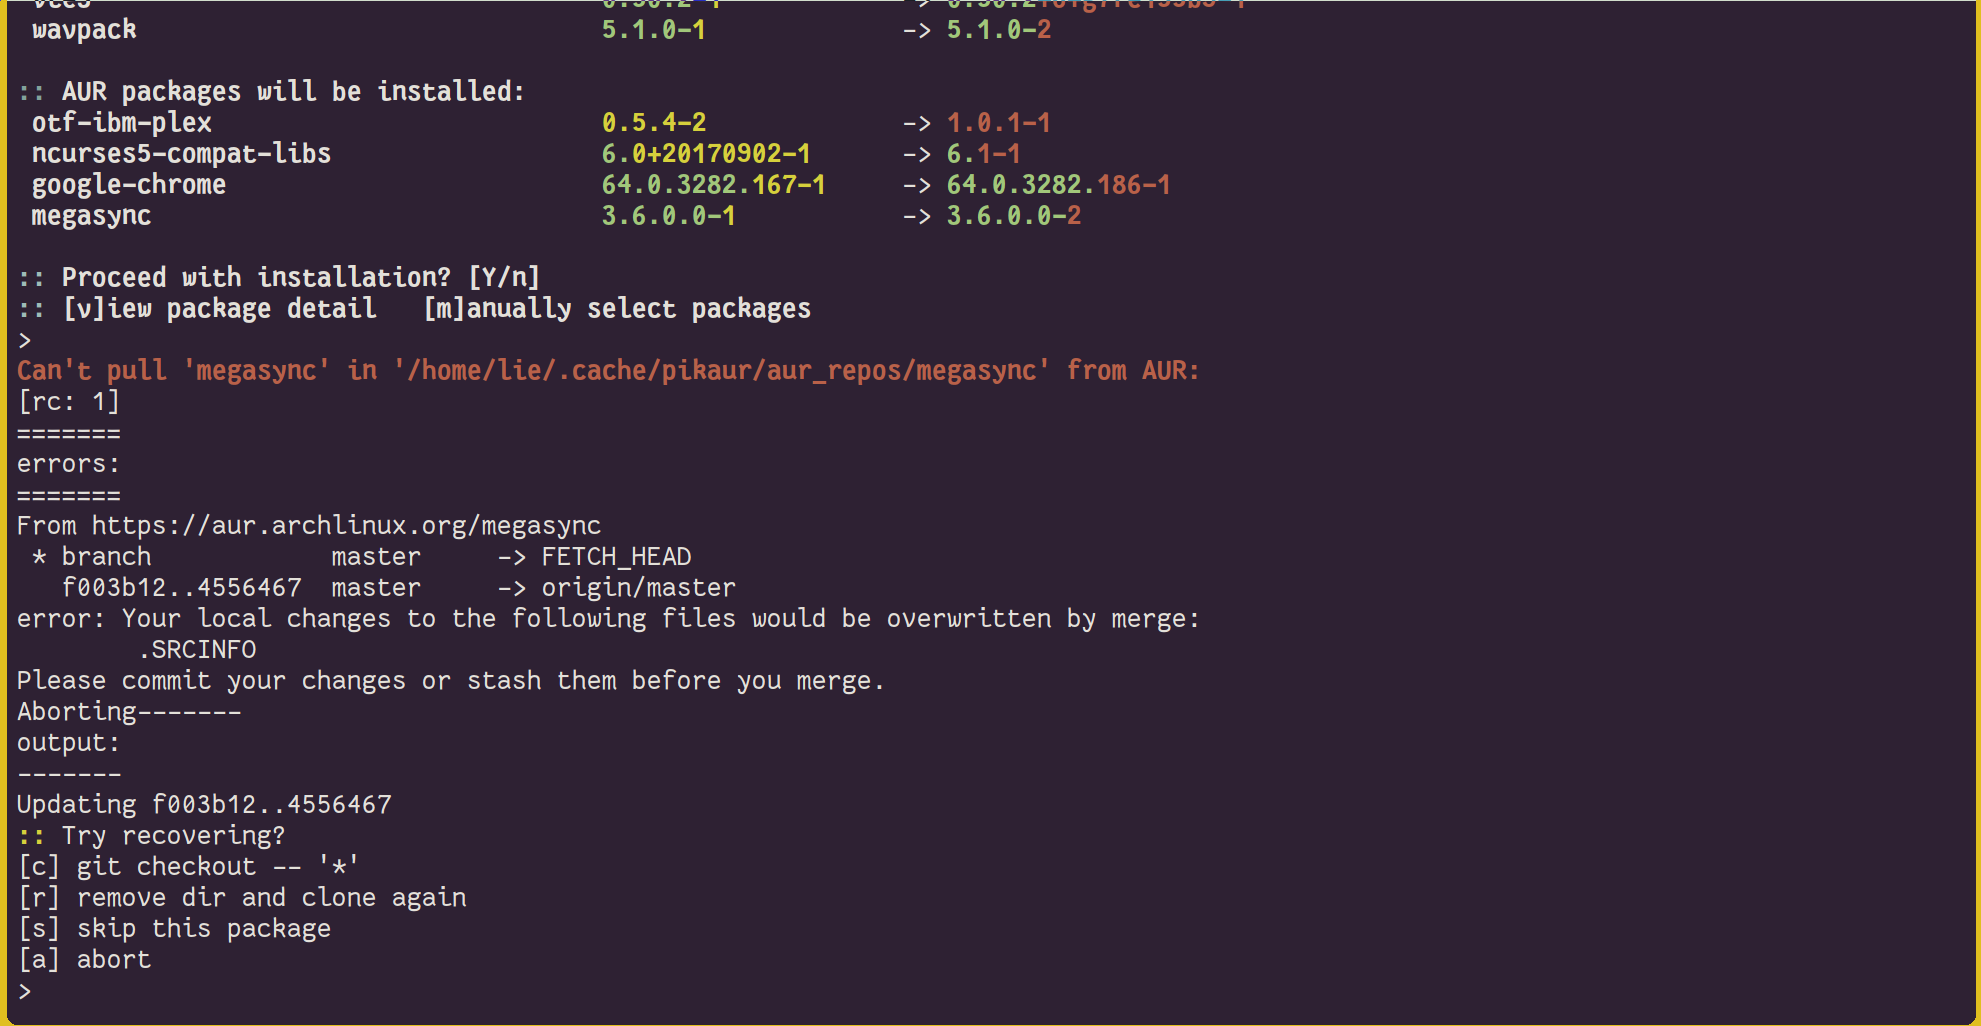 wavpack 5.1.0-1 -> 5.1.0-2
:: AUR packages will be installed:
otf-ibm-plex 0.5.4-2 -> 1.0.1-1
ncurses5-compat-libs 6.0+20170902-1 -> 6.1-1
google-chrome 64.0.3282.167-1 -> 64.0.3282.186-1
megasync 3.6.0.0-1 -> 3.6.0.0-2
:: Proceed with installation? [Y/n]
:: [v]iew package detail [m]anually select packages
>
Can't pull 'megasync' in '/home/lie/.cache/pikaur/aur_repos/megasync' from AUR:
[rc: 1]
=======
errors:
=======
From https://aur.archlinux.org/megasync
* branch master -> FETCH_HEAD
f003b12..4556467 master -> origin/master
error: Your local changes to the following files would be overwritten by merge:
.SRCINFO
Please commit your changes or stash them before you merge.
Aborting-------
output:
-------
Updating f003b12..4556467
:: Try recovering?
[c] git checkout -- '*'
[r] remove dir and clone again
[s] skip this package
[a] abort
>